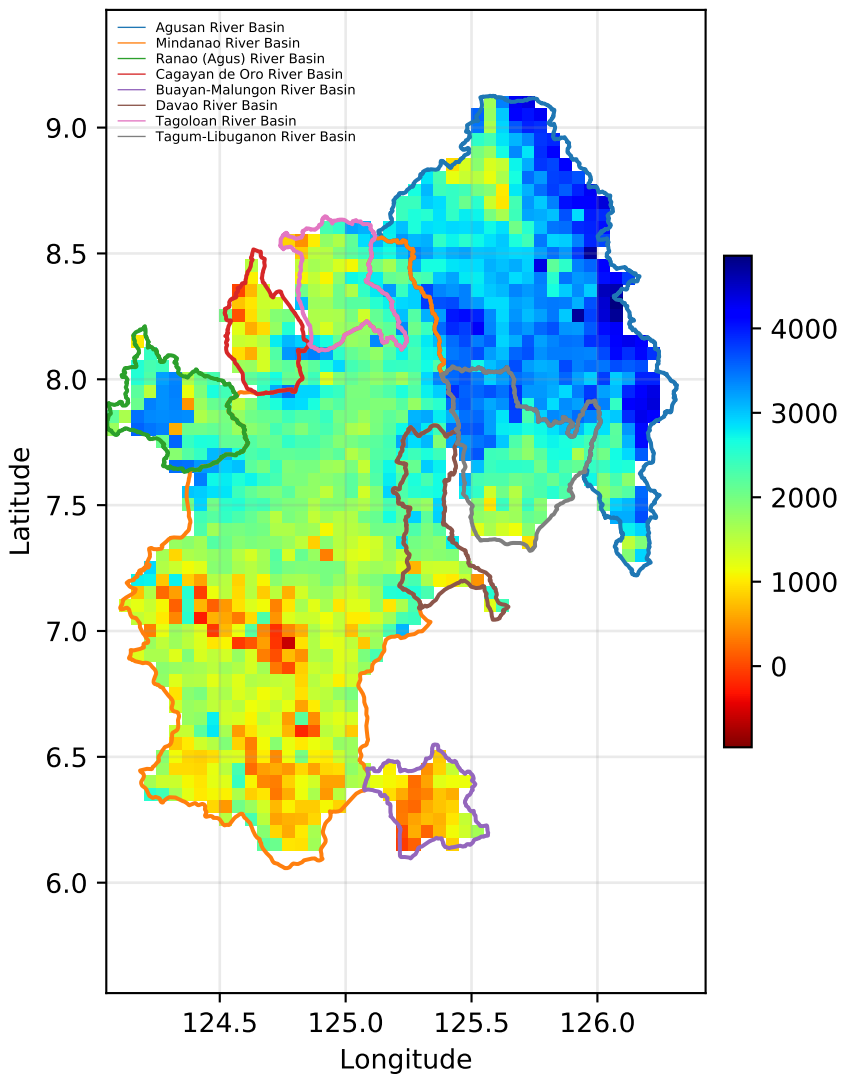 Agusan River Basin
Mindanao River Basin
Ranao (Agus) River Basin
Cagayan de Oro River Basin
Buayan-Malungon River Basin
Davao River Basin
Tagoloan River Basin
Tagum-Libuganon River Basin
9.0
8.5
8.0
7.5
7.0
6.5
6.0
Latitude
124.5 125.0 125.5 126.0
Longitude
4000
3000
2000
1000
0